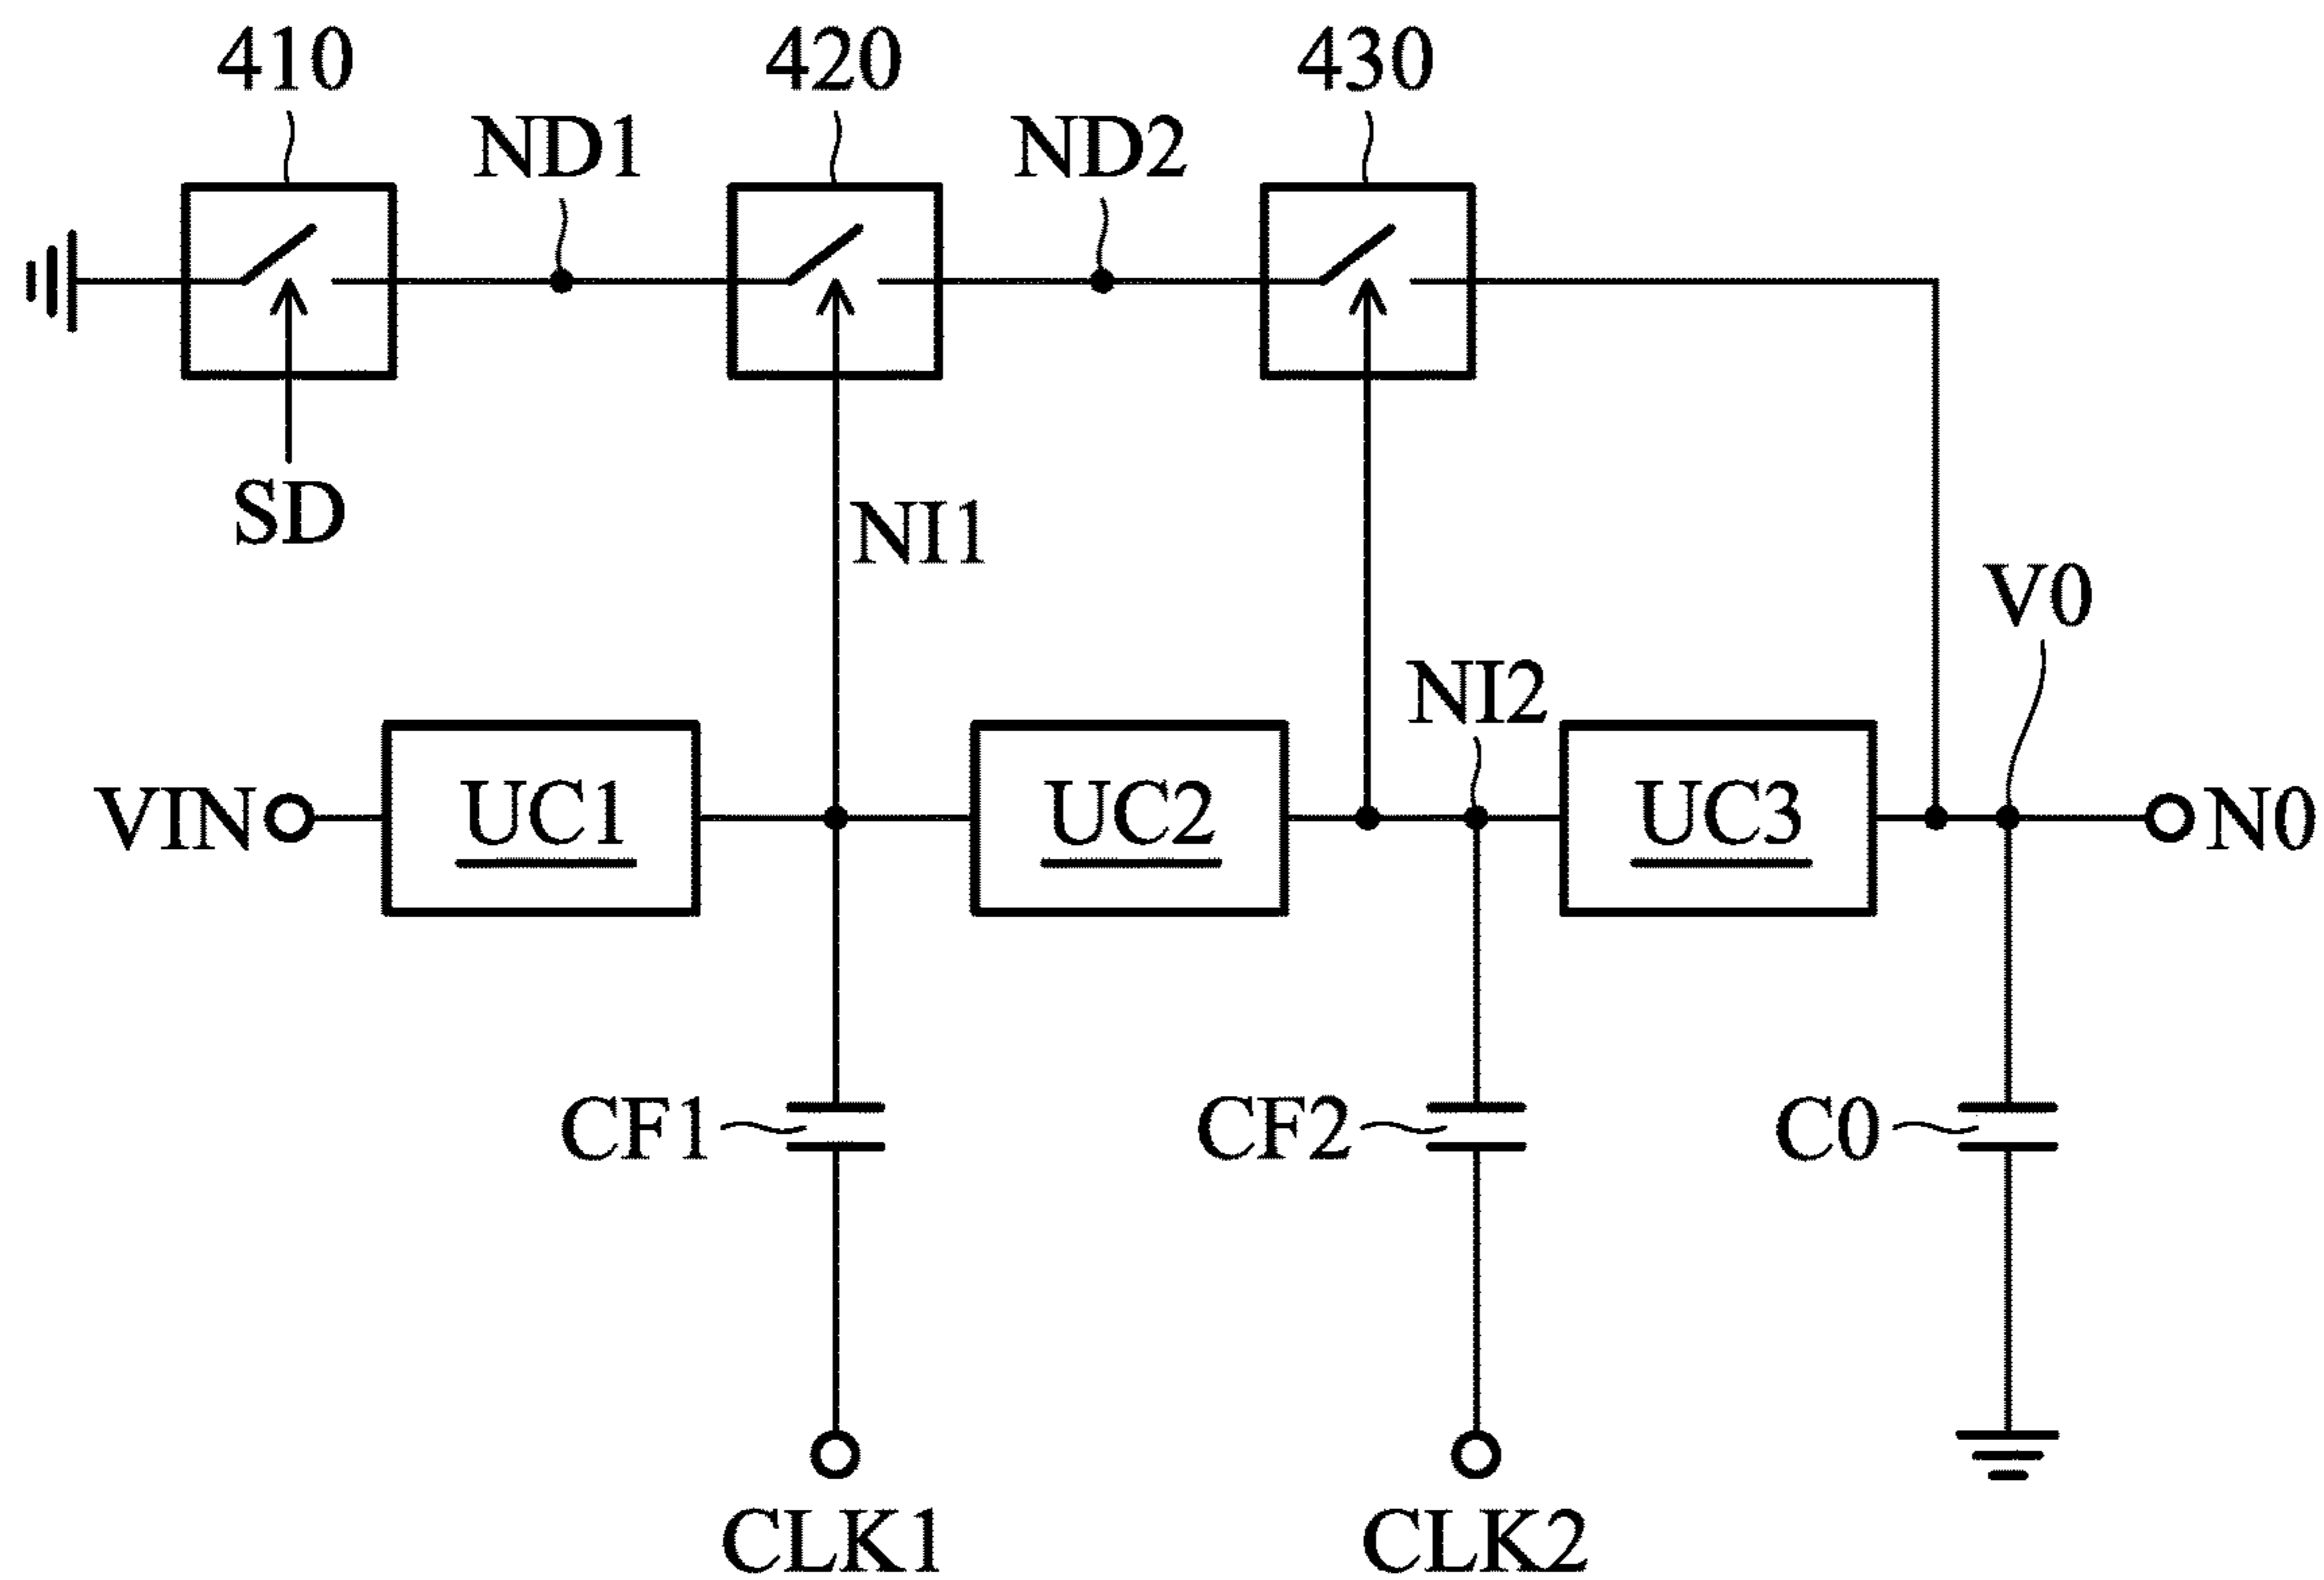 410 420 430
ND1 ND2
SD
NI1
V0
NI2
VIN UC1 UC2 UC3 N0
CF1 CF2 C0
CLK1 CLK2